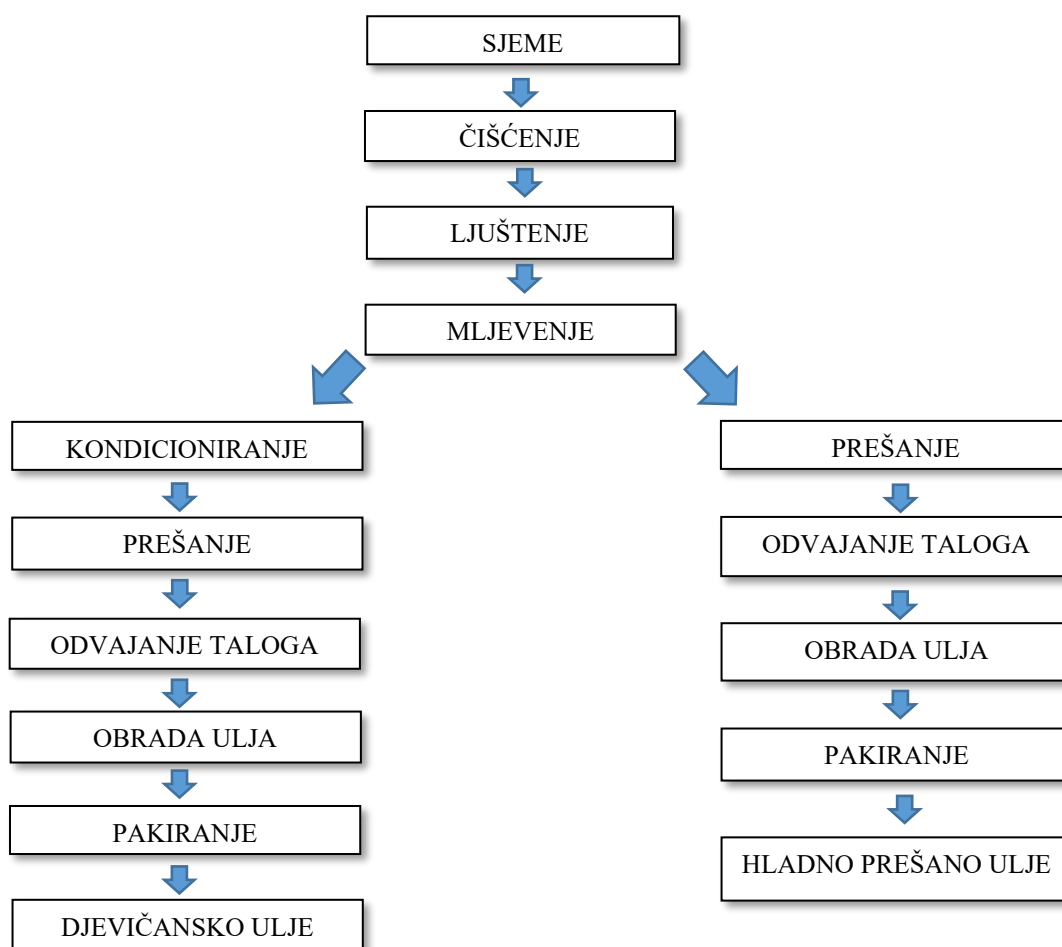 SJEME
ČIŠĆENJE
LJUŠTENJE
MLJEVENJE
KONDICIONIRANJE
PREŠANJE
ODVAJANJE TALOGA
OBRADA ULJA
PAKIRANJE
DJEVIČANSKO ULJE
PREŠANJE
ODVAJANJE TALOGA
OBRADA ULJA
PAKIRANJE
HLADNO PREŠANO ULJE